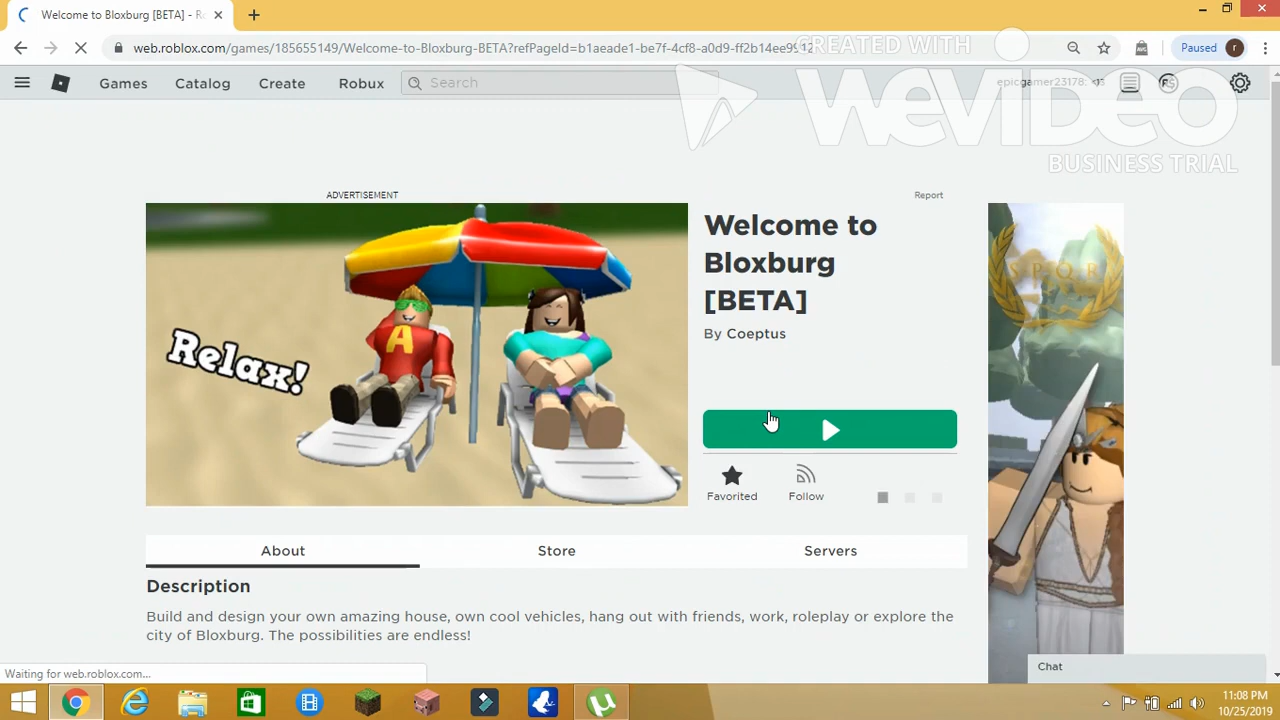 Welcome to Bloxburg [BETA] - Ro
web.roblox.com/games/185655149/Welcome-to-Bloxburg-BETA?refPageId=b1aeade1-be7f-4cf8-a0d9-ff2b14ee9912
Paused
r
CREATED WITH
WEVIDEO
BUSINESS TRIAL
Games
Catalog
Create
Robux
Search
epicgamer23178:
ADVERTISEMENT
Report
Relax!
A
Welcome to
Bloxburg
[BETA]
By Coeptus
SPQR
Favorited
Follow
About
Store
Servers
Description
Build and design your own amazing house, own cool vehicles, hang out with friends, work, roleplay or explore the
city of Bloxburg. The possibilities are endless!
Chat
Waiting for web.roblox.com...
11:08 PM
10/25/2019